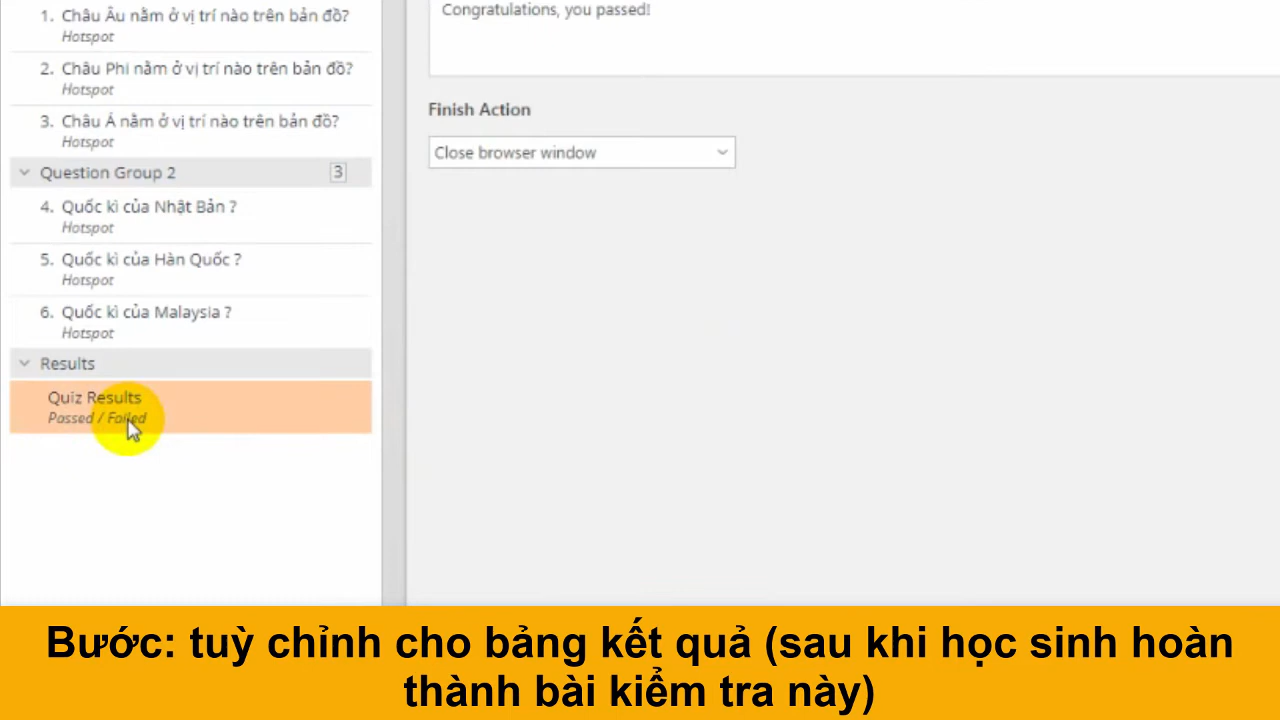 1. Châu Âu nằm ở vị trí nào trên bản đồ?
Hotspot
2. Châu Phi nằm ở vị trí nào trên bản đồ?
Hotspot
3. Châu Á nằm ở vị trí nào trên bản đồ?
Hotspot
Question Group 2 3
4. Quốc kì của Nhật Bản ?
Hotspot
5. Quốc kì của Hàn Quốc ?
Hotspot
6. Quốc kì của Malaysia ?
Hotspot
Results
Quiz Results
Passed / Failed
Congratulations, you passed!
Finish Action
Close browser window
Bước: tuỳ chỉnh cho bảng kết quả (sau khi học sinh hoàn
thành bài kiểm tra này)